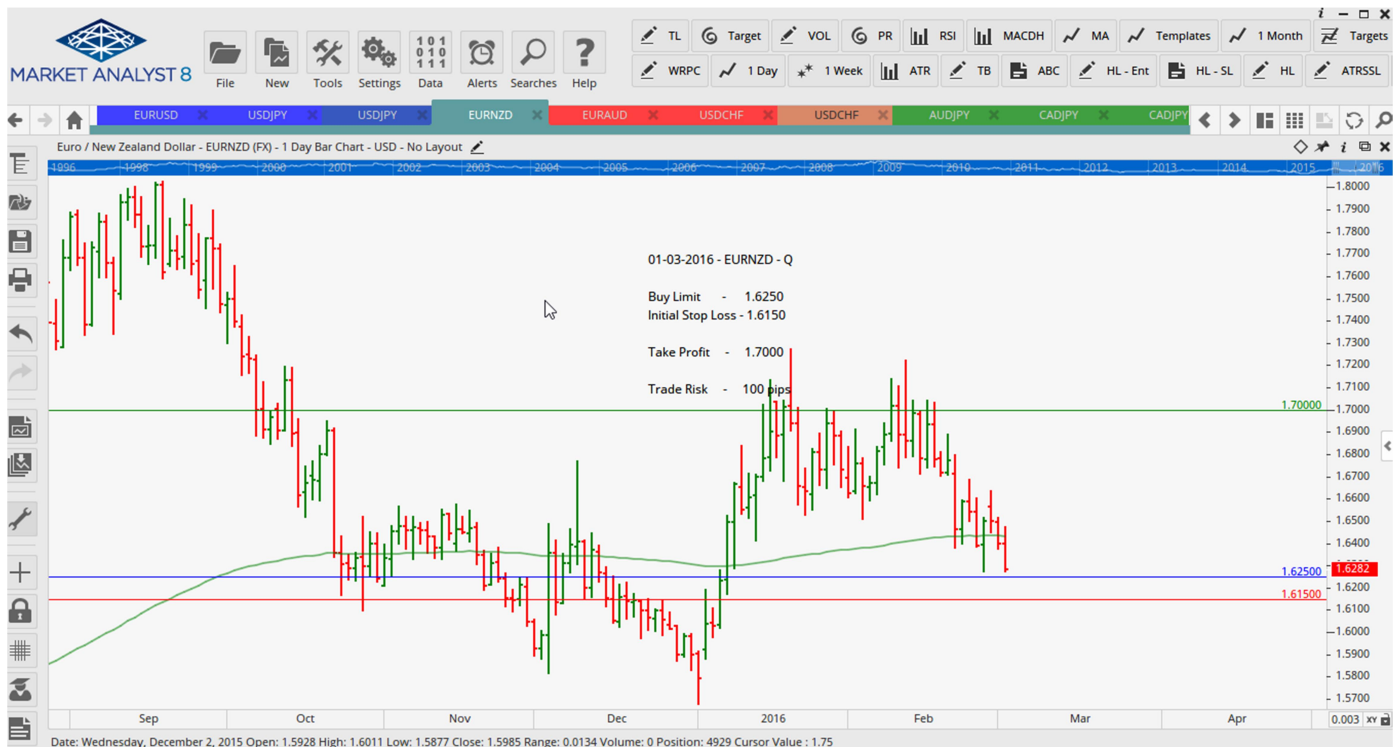 i
MARKET ANALYST 8
File New Tools Settings Data Alerts Searches Help
101
010
111
TL Target VOL PR RSI MACDH MA Templates 1 Month Targets
WRPC 1 Day 1 Week ATR TB ABC HL - Ent HL - SL HL ATRSSL
EURUSD USDJPY USDJPY EURNZD EURAUD USDCHF USDCHF AUDJPY CADJPY CADJPY
Euro / New Zealand Dollar - EURNZD (FX) - 1 Day Bar Chart - USD - No Layout
1996 1998 1999 2000 2001 2002 2003 2004 2005 2006 2007 2008 2009 2010 2011 2012 2013 2014 2015 2016
01-03-2016 - EURNZD - Q
Buy Limit - 1.6250
Initial Stop Loss - 1.6150
Take Profit - 1.7000
Trade Risk - 100 pips
1.70000
1.62500
1.61500
1.8000
1.7900
1.7800
1.7700
1.7600
1.7500
1.7400
1.7300
1.7200
1.7100
1.7000
1.6900
1.6800
1.6700
1.6600
1.6500
1.6400
1.6282
1.6200
1.6100
1.6000
1.5900
1.5800
1.5700
Sep Oct Nov Dec 2016 Feb Mar Apr
0.003 XY
Date: Wednesday, December 2, 2015 Open: 1.5928 High: 1.6011 Low: 1.5877 Close: 1.5985 Range: 0.0134 Volume: 0 Position: 4929 Cursor Value : 1.75